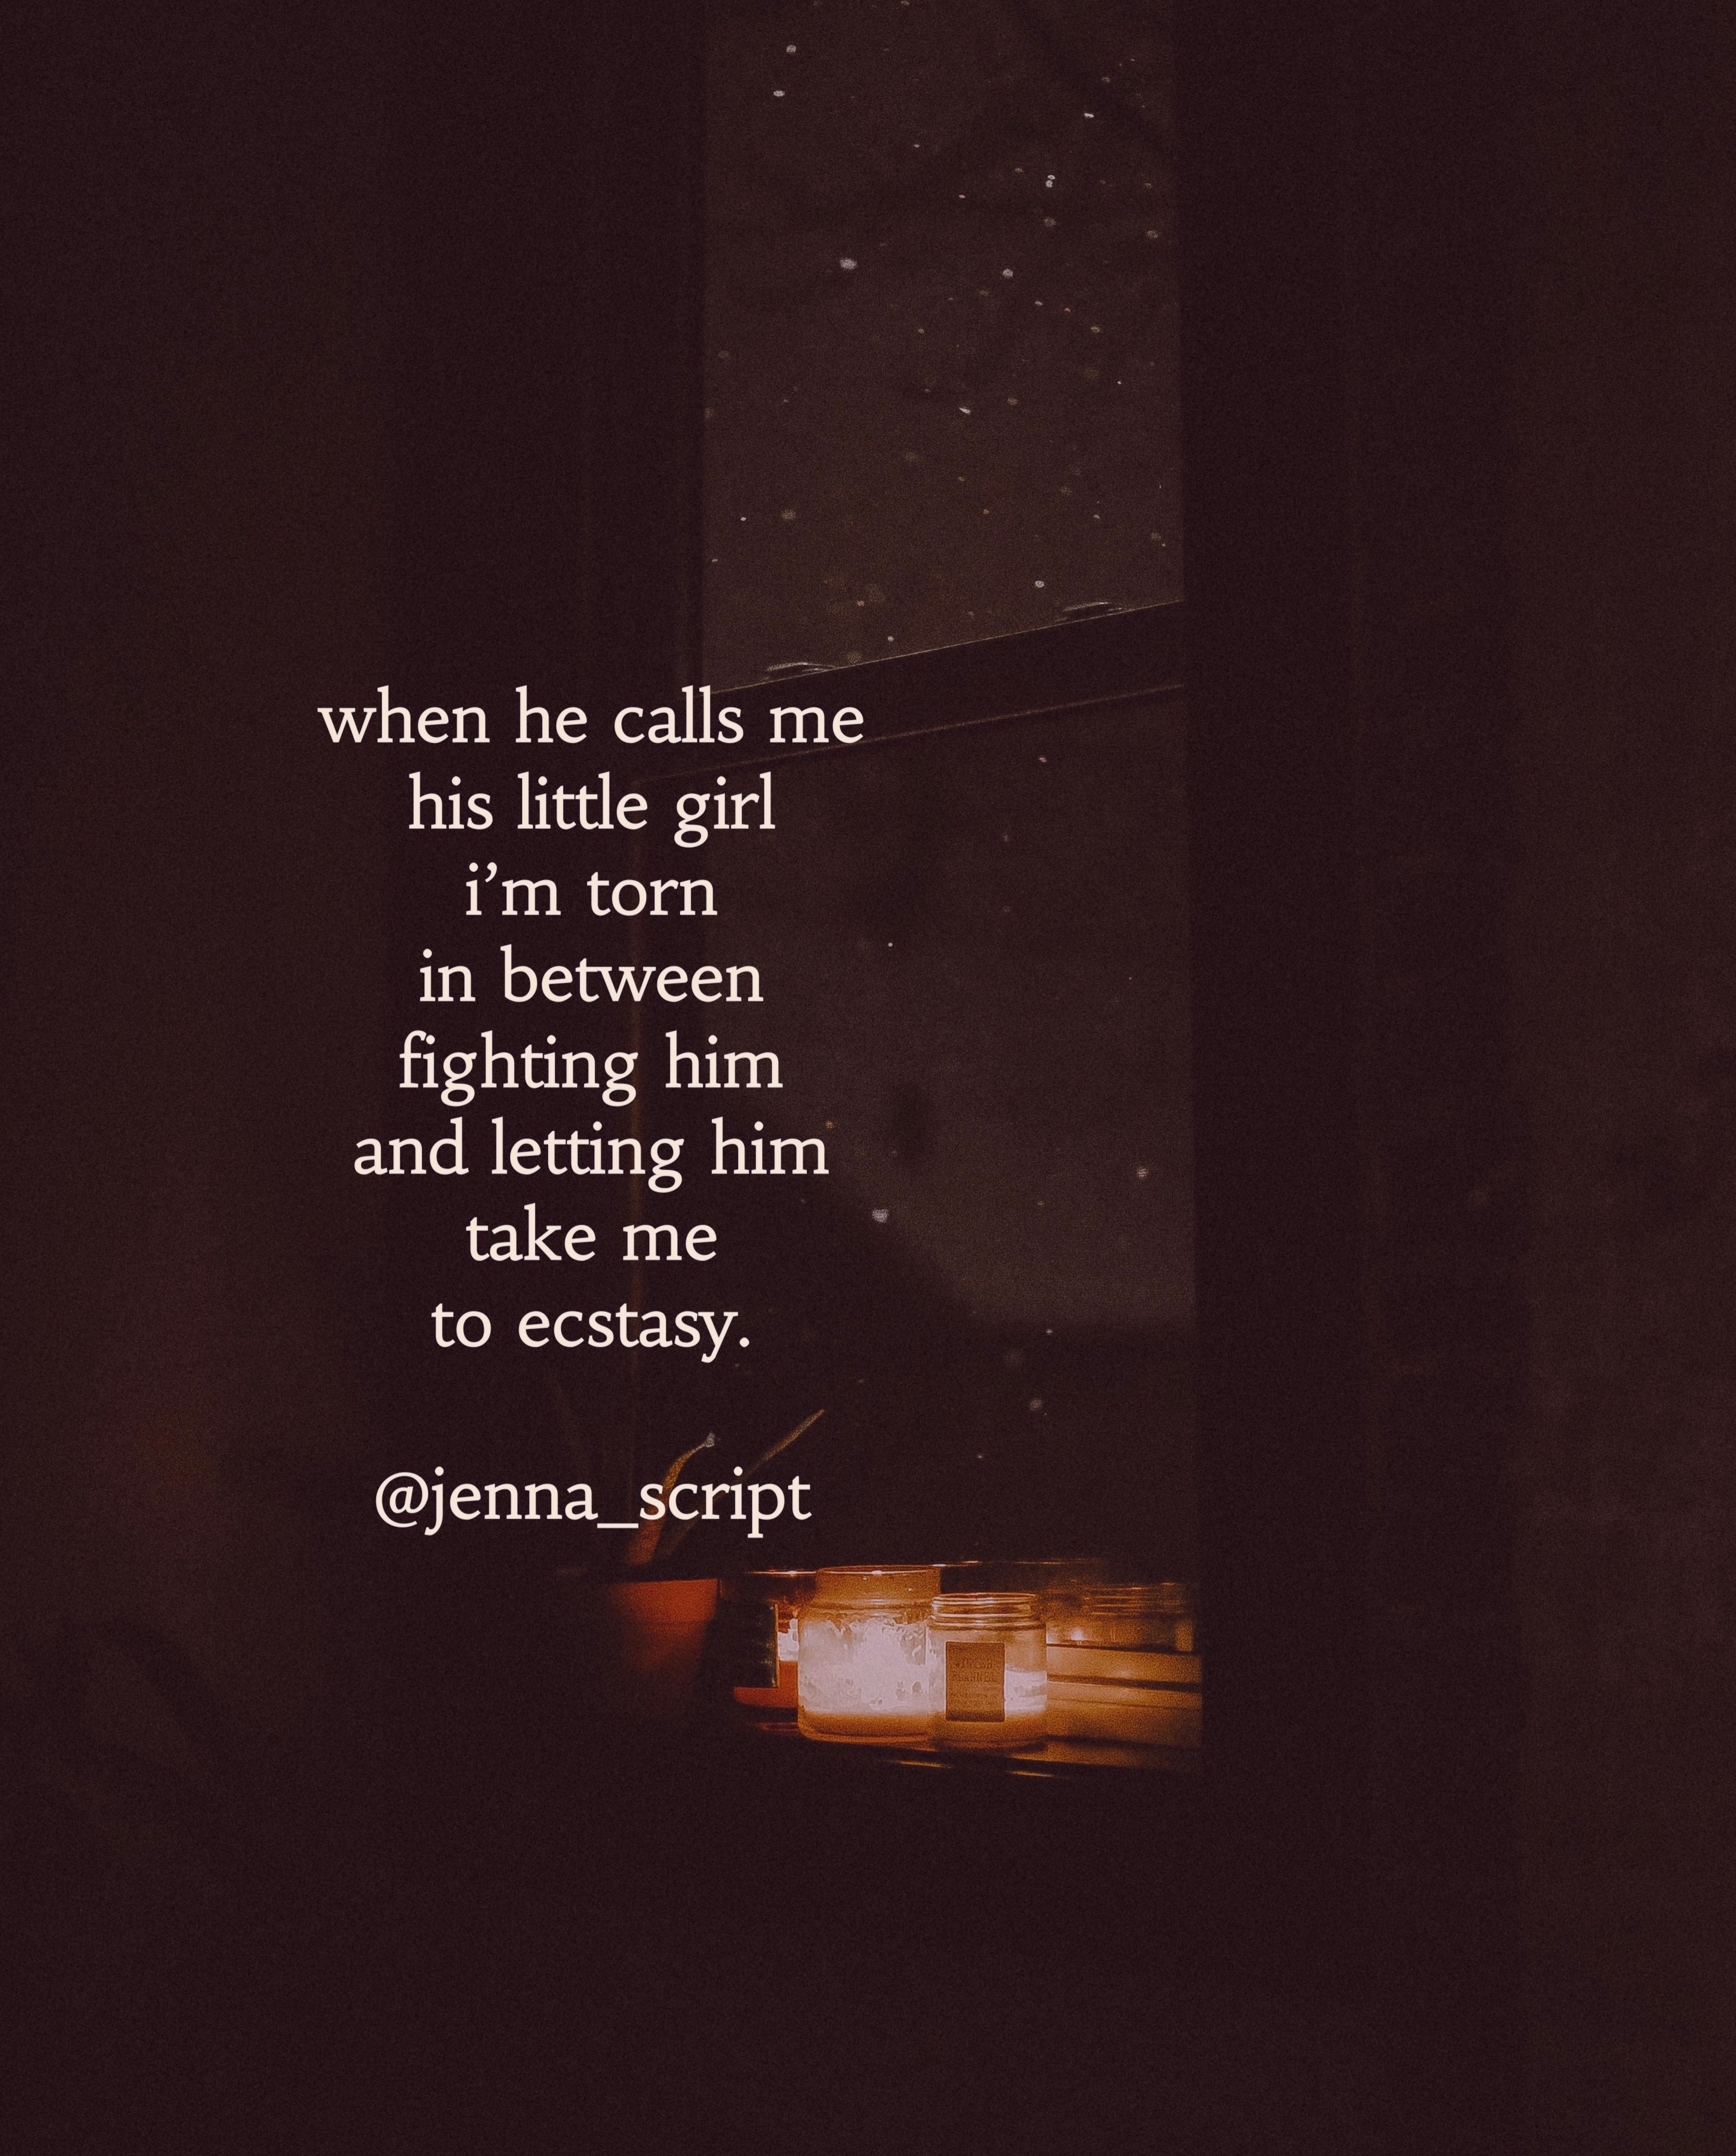 when he calls me
his little girl
i’m torn
in between
fighting him
and letting him
take me
to ecstasy.
@jenna_script